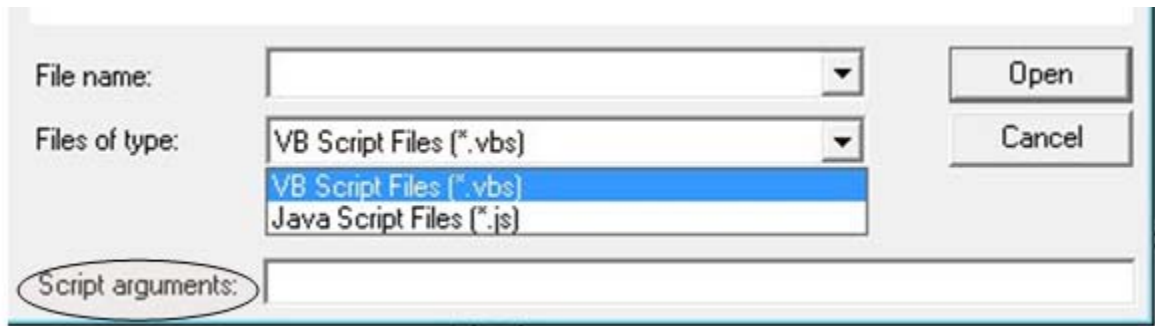 File name:
Open
Files of type:
VB Script Files (*.vbs)
Cancel
VB Script Files (*.vbs)
Java Script Files (*.js)
Script arguments: